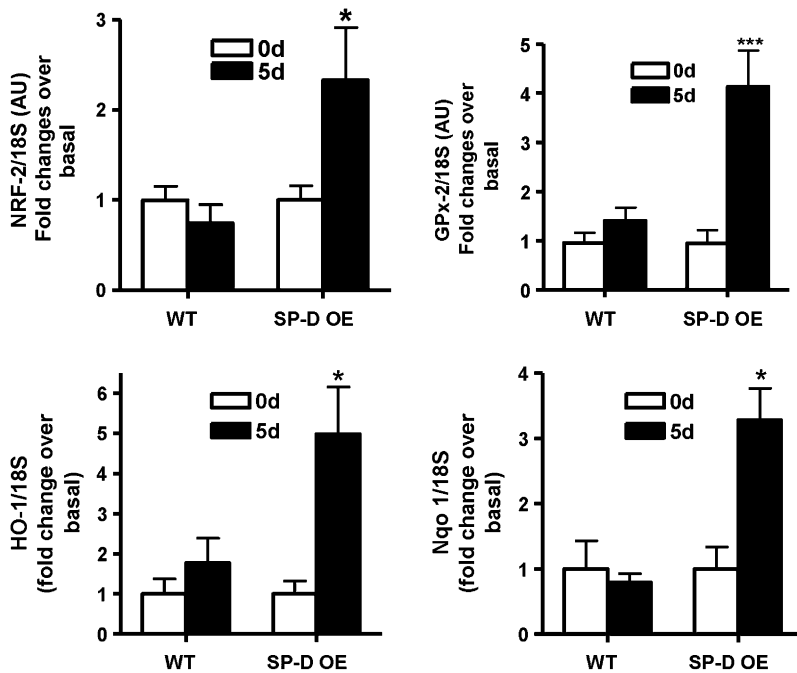 NRF-2/18S (AU)
Fold changes over
basal
3
2
1
0
0d
5d
*
WT
SP-D OE
GPx-2/18S (AU)
Fold changes over
basal
5
4
3
2
1
0
0d
5d
***
WT
SP-D OE
HO-1/18S
(fold change over
basal)
6
5
4
3
2
1
0
0d
5d
*
WT
SP-D OE
Nqo 1/18S
(fold change over
basal)
4
3
2
1
0
0d
5d
*
WT
SP-D OE